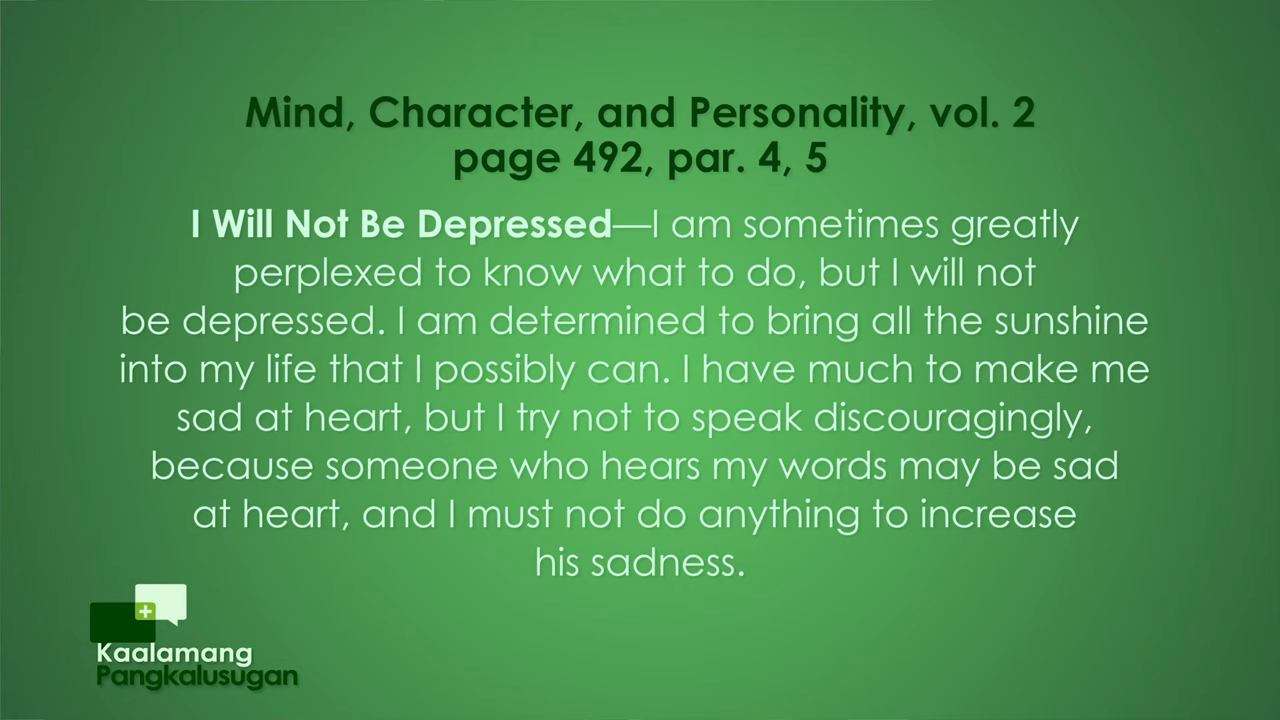 Mind, Character, and Personality, vol. 2
page 492, par. 4, 5
I Will Not Be Depressed—I am sometimes greatly
perplexed to know what to do, but I will not
be depressed. I am determined to bring all the sunshine
into my life that I possibly can. I have much to make me
sad at heart, but I try not to speak discouragingly,
because someone who hears my words may be sad
at heart, and I must not do anything to increase
his sadness.
Kaalamang
Pangkalusugan